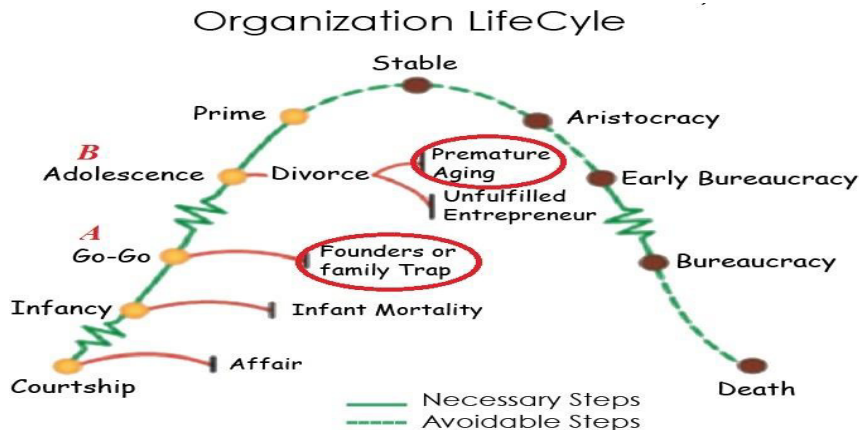 Organization LifeCyle
Stable
Prime
Aristocracy
B
Adolescence
Divorce
Premature
Aging
Early Bureaucracy
Unfulfilled
Entrepreneur
A
Go-Go
Founders or
family Trap
Bureaucracy
Infancy
Infant Mortality
Affair
Courtship
Death
Necessary Steps
Avoidable Steps